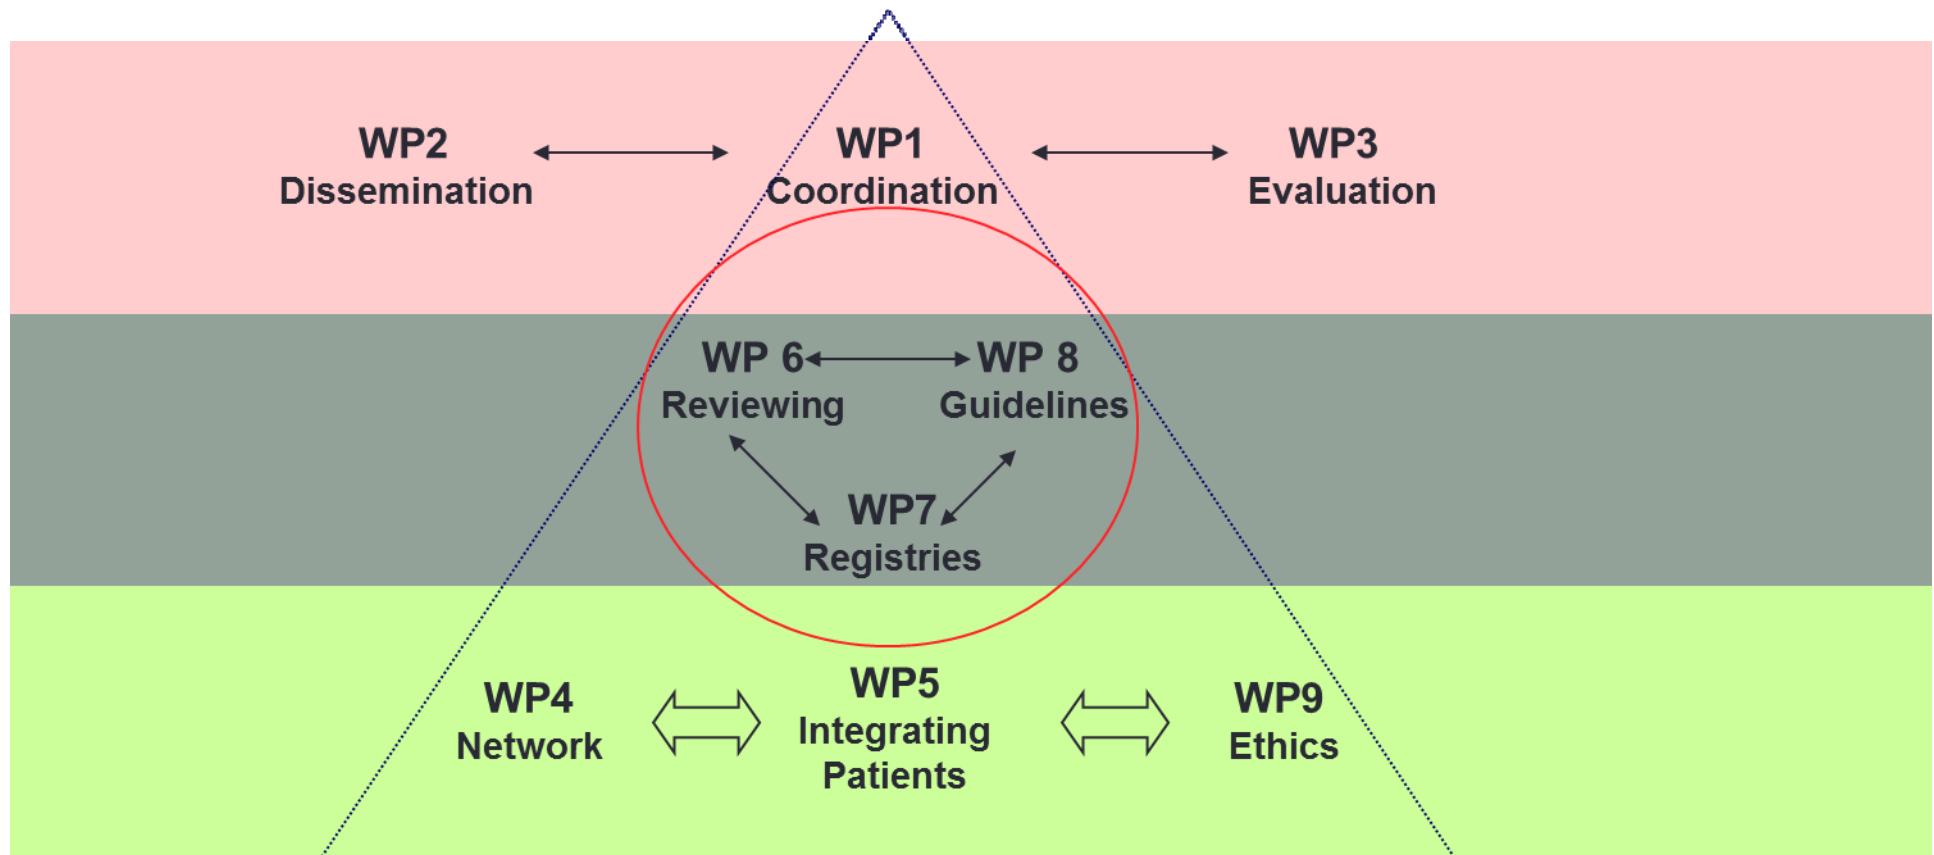 WP2
Dissemination
WP1
Coordination
WP3
Evaluation
WP 6
Reviewing
WP 8
Guidelines
WP7
Registries
WP4
Network
WP5
Integrating
Patients
WP9
Ethics